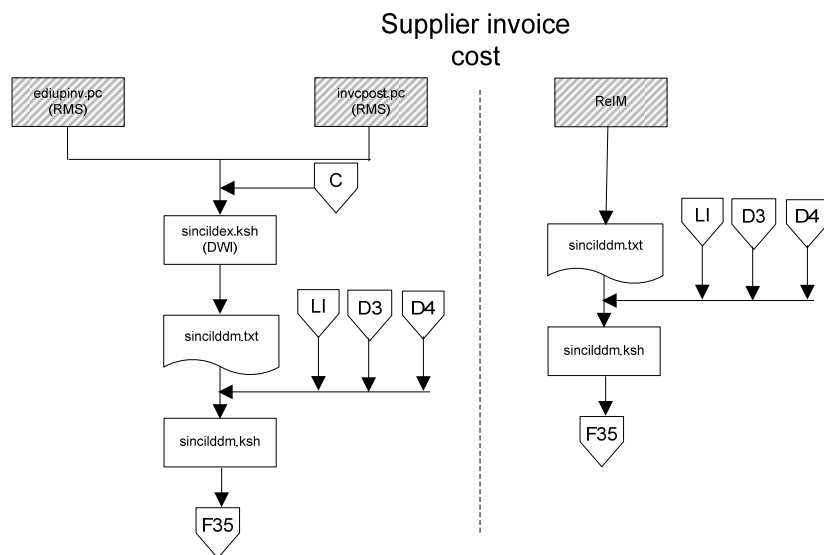 Supplier invoice
cost
ediupinv.pc
(RMS)
invcpost.pc
(RMS)
C
sincildex.ksh
(DWI)
sincilddm.txt
LI
D3
D4
sincilddm.ksh
F35
ReIM
sincilddm.txt
LI
D3
D4
sincilddm.ksh
F35